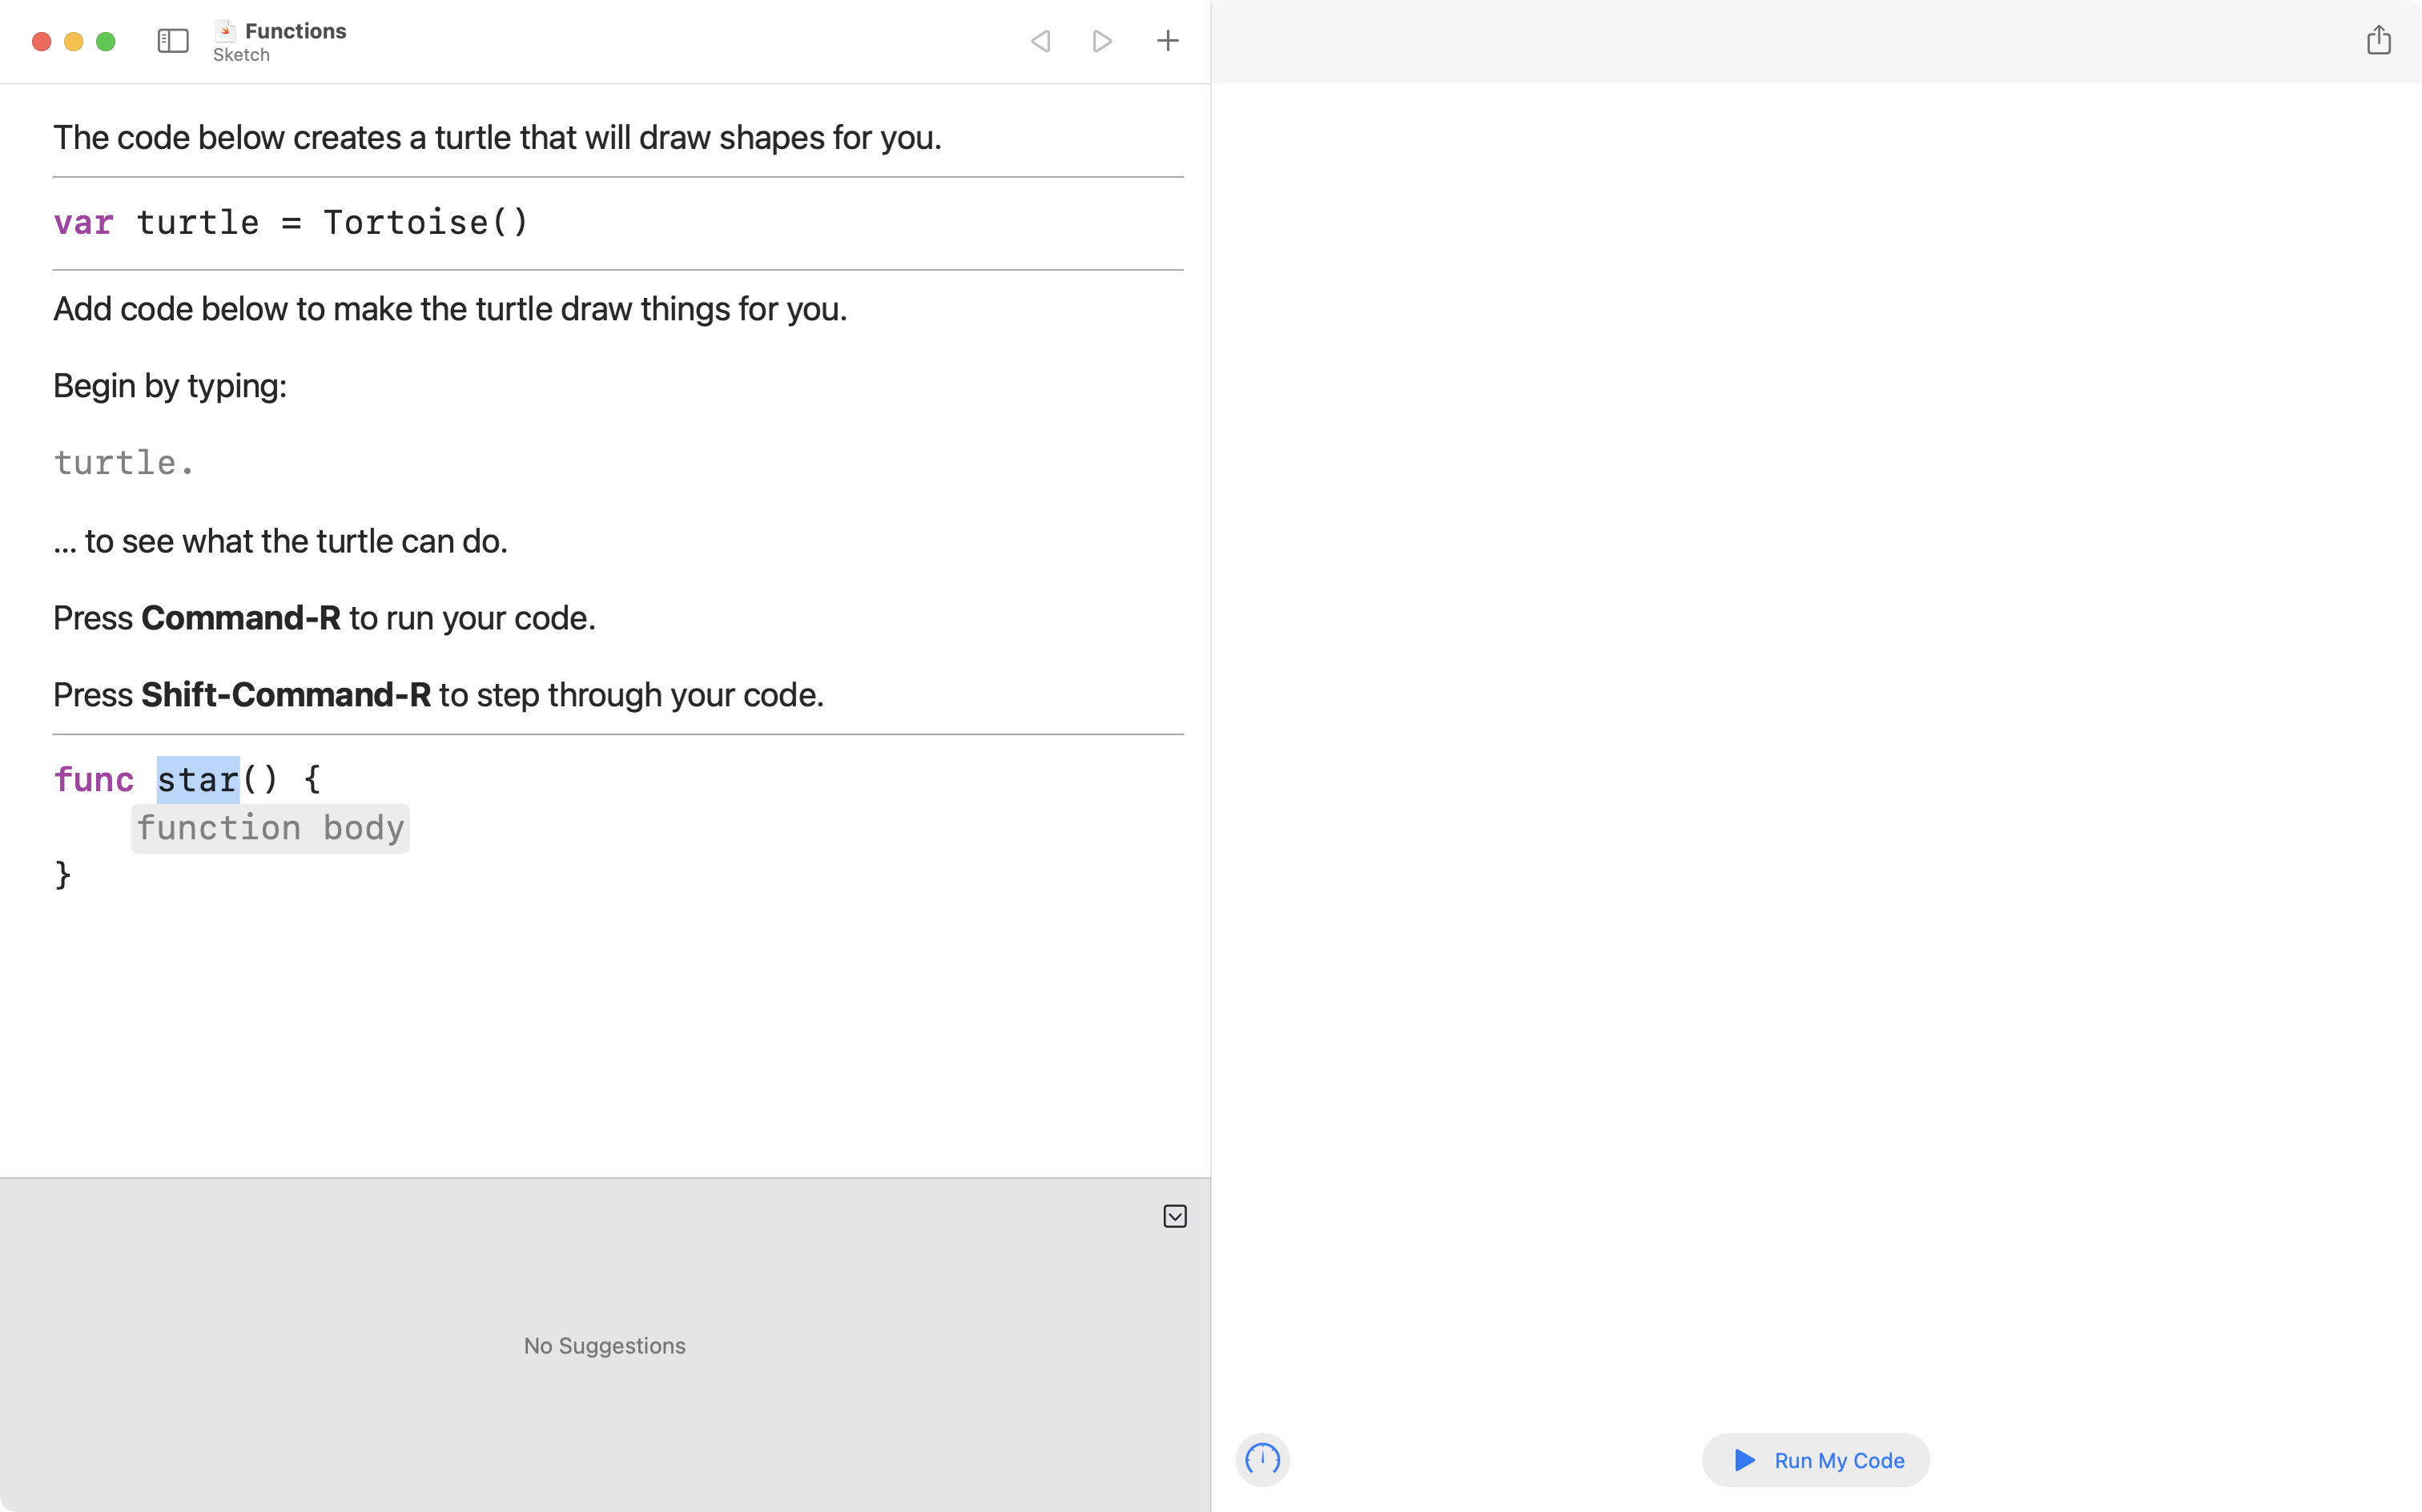 Functions
Sketch
The code below creates a turtle that will draw shapes for you.
var turtle = Tortoise()
Add code below to make the turtle draw things for you.
Begin by typing:
turtle.
... to see what the turtle can do.
Press Command-R to run your code.
Press Shift-Command-R to step through your code.
func star() {
function body
}
No Suggestions
Run My Code